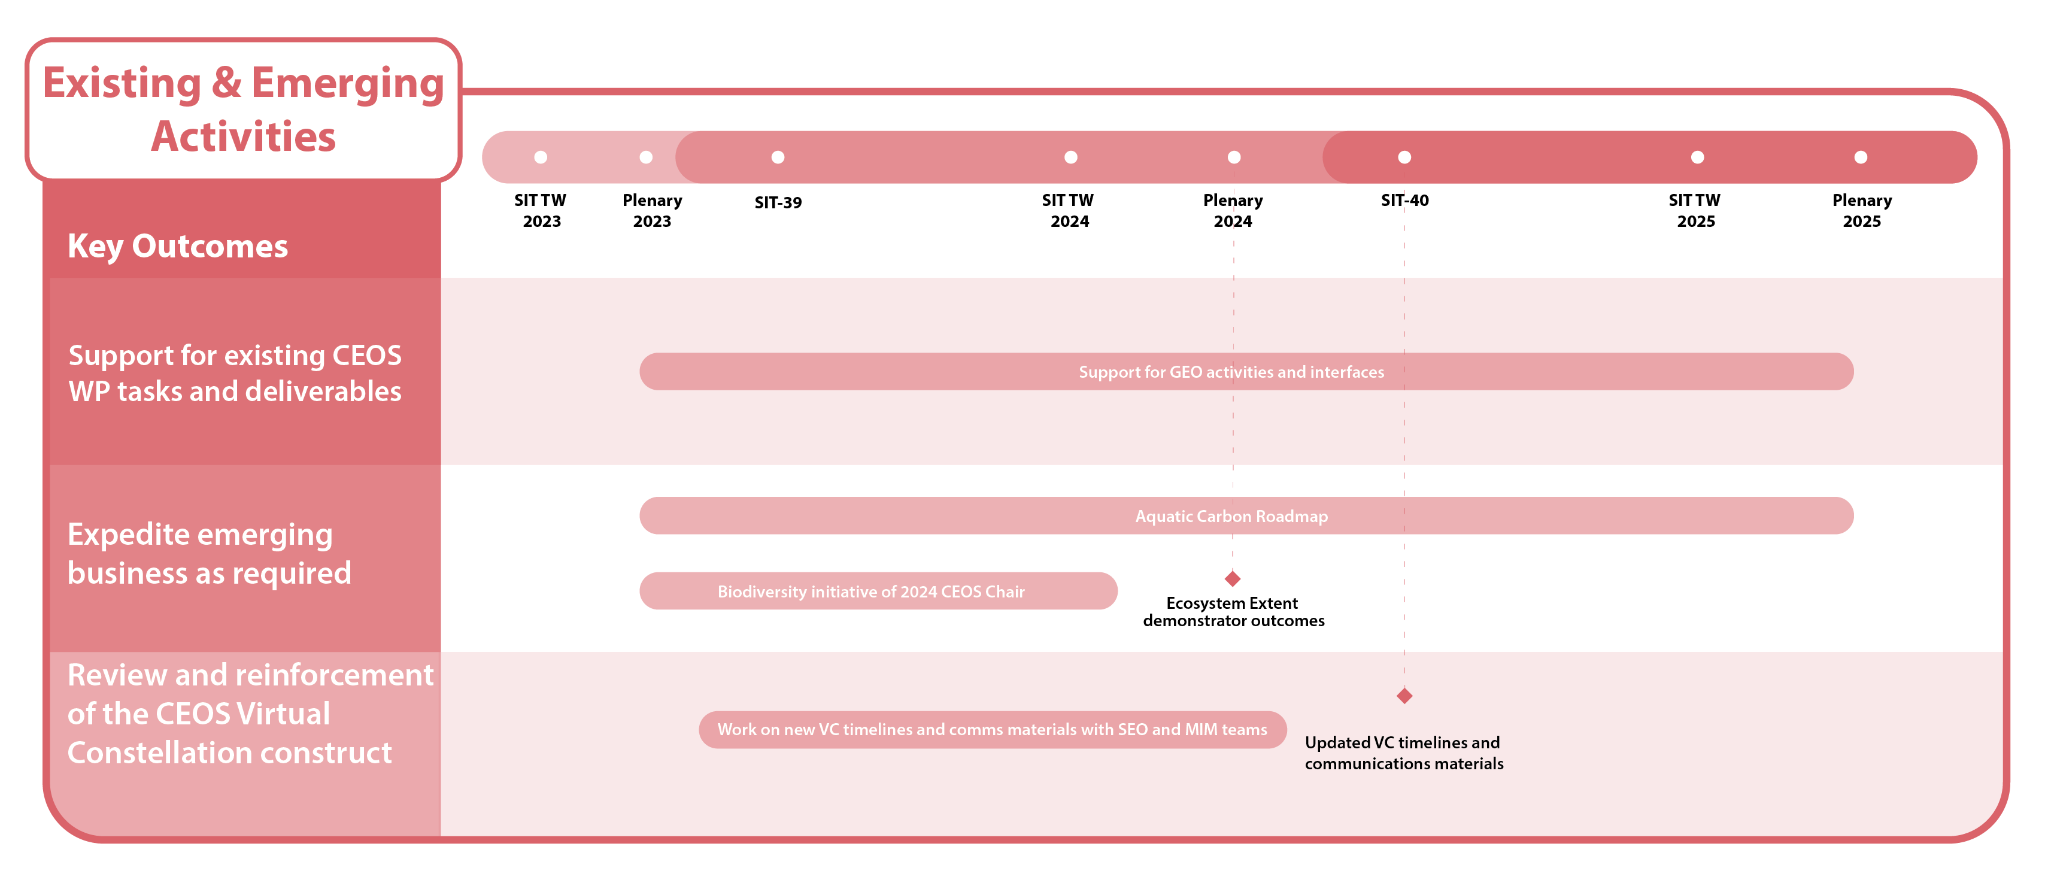 Existing & Emerging
Activities
SIT TW
2023
Plenary
2023
SIT-39
SIT TW
2024
Plenary
2024
SIT-40
SIT TW
2025
Plenary
2025
Key Outcomes
Support for existing CEOS
WP tasks and deliverables
Support for GEO activities and interfaces
Expedite emerging
business as required
Aquatic Carbon Roadmap
Biodiversity initiative of 2024 CEOS Chair
Ecosystem Extent
demonstrator outcomes
Review and reinforcement
of the CEOS Virtual
Constellation construct
Work on new VC timelines and comms materials with SEO and MIM teams
Updated VC timelines and
communications materials